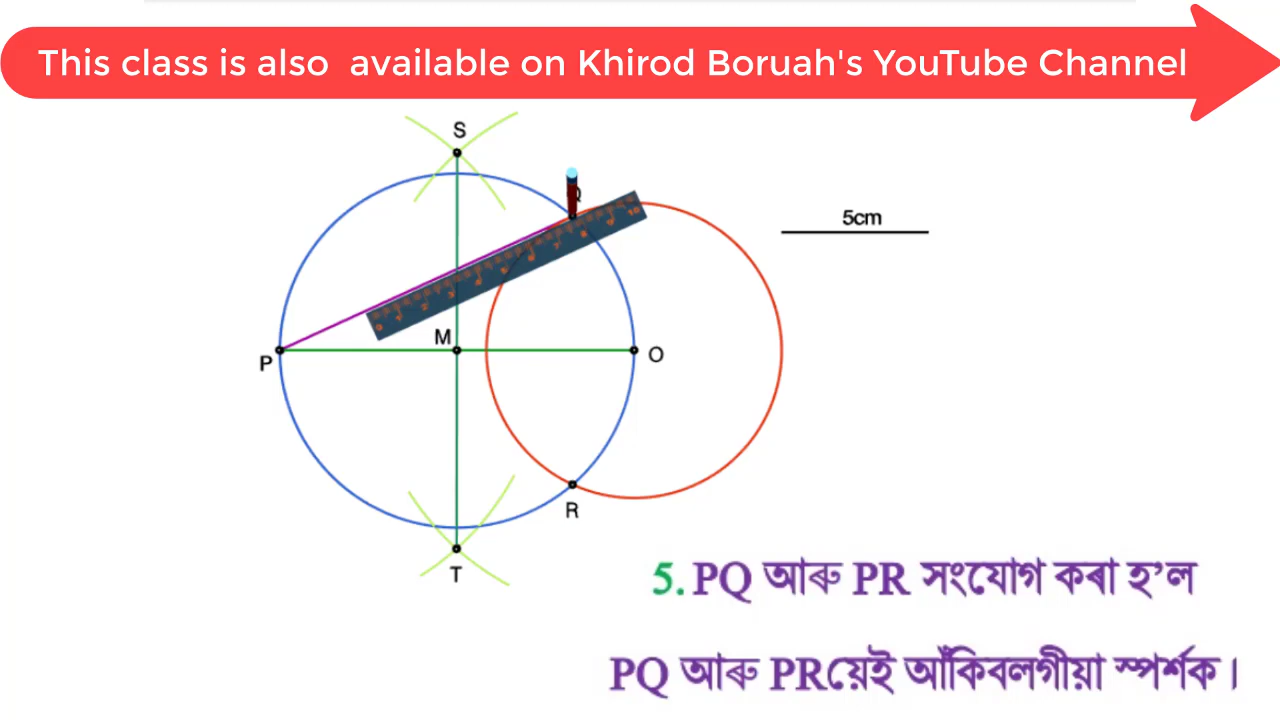 This class is also available on Khirod Boruah's YouTube Channel
S
Q
5cm
M
P
O
R
T
5. PQ আৰু PR সংযোগ কৰা হ'ল
PQ আৰু PRয়েই আঁকিবলগীয়া স্পৰ্শক।